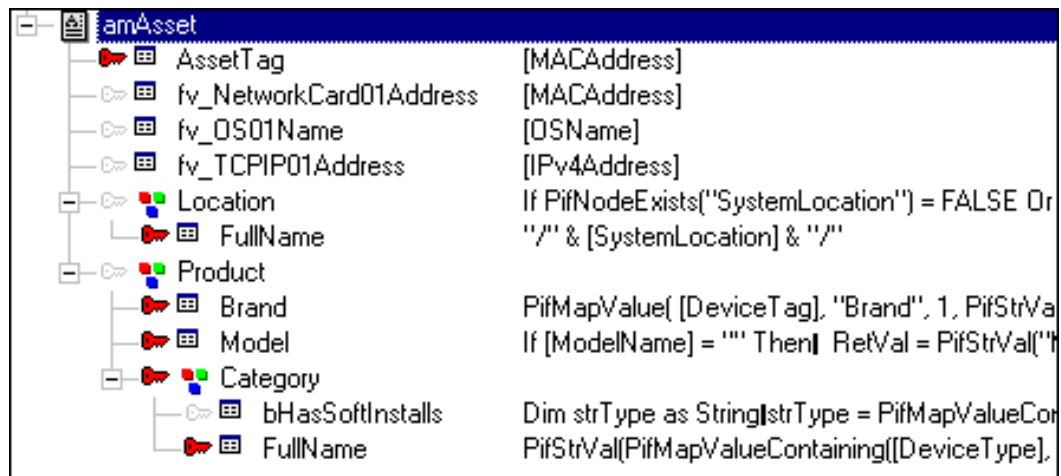 amAsset
AssetTag [MACAddress]
fv_NetworkCard01Address [MACAddress]
fv_OS01Name [OSName]
fv_TCPIP01Address [IPv4Address]
Location If PifNodeExists("SystemLocation") = FALSE Or
FullName "/" & [SystemLocation] & "/"
Product
Brand PifMapValue( [DeviceTag], "Brand", 1, PifStrVa
Model If [ModelName] = "" Then RetVal = PifStrVal("
Category
bHasSoftInstalls Dim strType as String strType = PifMapValueCon
FullName PifStrVal(PifMapValueContaining([DeviceType],